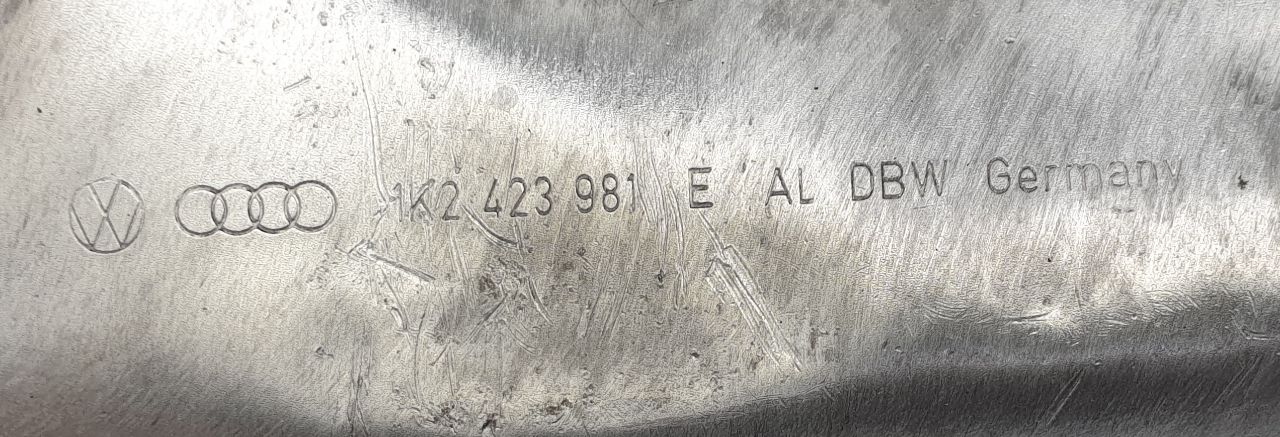 1K2 423 981 E AL DBW Germany